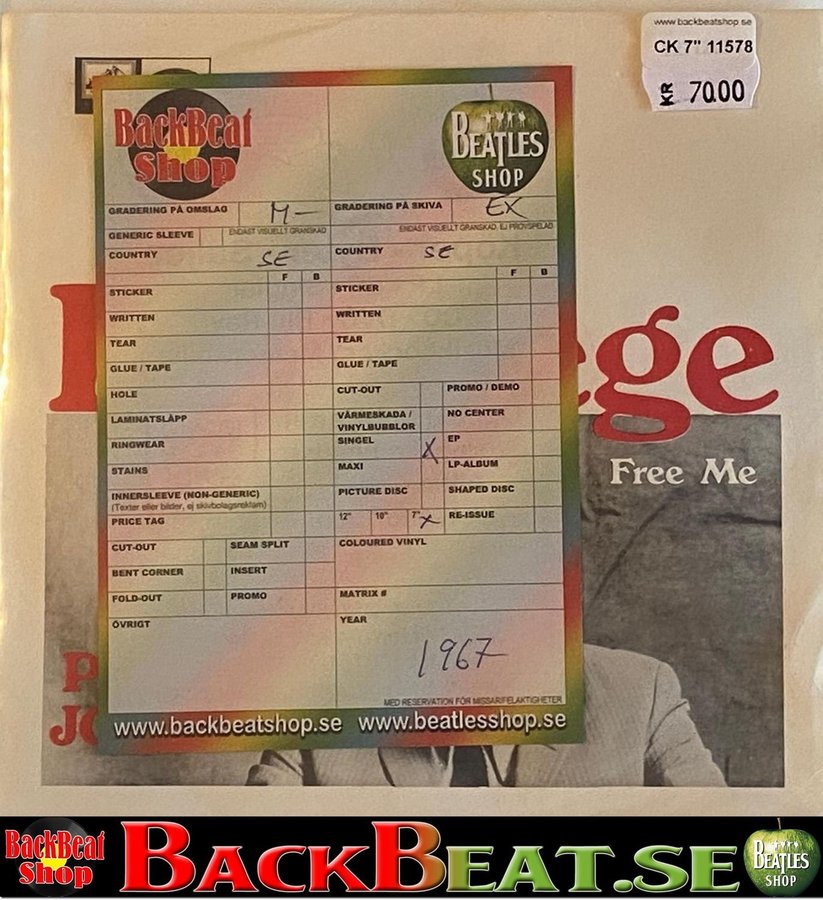 www.backbeatshop.se
CK 7" 11578
KR 70.00
BackBeat
Shop
BEATLES
SHOP
GRADERING PÅ OMSLAG M-
GRADERING PÅ SKIVA EX
GENERIC SLEEVE ENDAST VISUELLT GRANSKAD
ENDAST VISUELLT GRANSKAD, EJ PROVSPELAD
COUNTRY SE
COUNTRY SE
F B
F B
STICKER
STICKER
WRITTEN
WRITTEN
TEAR
TEAR
GLUE / TAPE
GLUE / TAPE
HOLE
CUT-OUT PROMO / DEMO
LAMINATSLÄPP
VÄRMESKADA /
VINYLBUBBLOR
NO CENTER
RINGWEAR
SINGEL X EP
STAINS
MAXI LP-ALBUM
INNERSLEEVE (NON-GENERIC)
(Texter eller bilder, ej skivbolagsreklam)
PICTURE DISC SHAPED DISC
PRICE TAG
12" 10" 7" X RE-ISSUE
CUT-OUT SEAM SPLIT
COLOURED VINYL
BENT CORNER INSERT
FOLD-OUT PROMO
MATRIX #
ÖVRIGT
YEAR
1967
MED RESERVATION FÖR MISSAR/FELAKTIGHETER
www.backbeatshop.se www.beatlesshop.se
ege
Free Me
P
JO
BackBeat
Shop
BACKBEAT.SE
BEATLES
SHOP